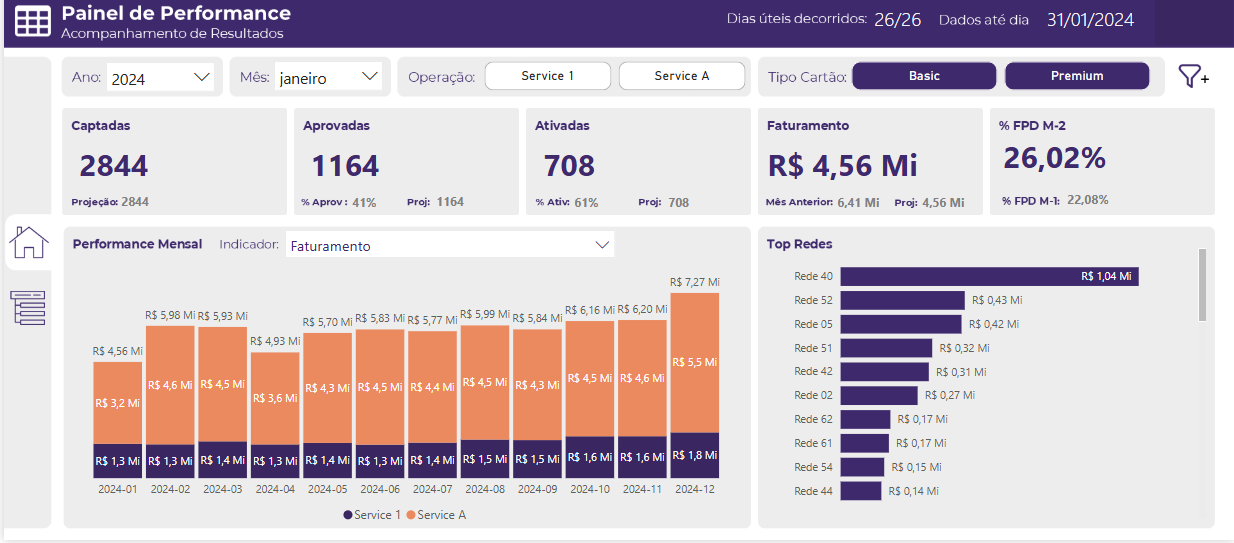 Painel de Performance
Acompanhamento de Resultados
Dias úteis decorridos: 26/26 Dados até dia 31/01/2024
Ano: 2024
Mês: janeiro
Operação: Service 1 Service A
Tipo Cartão: Basic Premium
Captadas
2844
Projeção: 2844
Aprovadas
1164
% Aprov : 41% Proj: 1164
Ativadas
708
% Ativ: 61% Proj: 708
Faturamento
R$ 4,56 Mi
Mês Anterior: 6,41 Mi Proj: 4,56 Mi
% FPD M-2
26,02%
% FPD M-1: 22,08%
Performance Mensal Indicador: Faturamento
R$ 4,56 Mi R$ 5,98 Mi R$ 5,93 Mi R$ 4,93 Mi R$ 5,70 Mi R$ 5,83 Mi R$ 5,77 Mi R$ 5,99 Mi R$ 5,84 Mi R$ 6,16 Mi R$ 6,20 Mi R$ 7,27 Mi
R$ 3,2 Mi R$ 4,6 Mi R$ 4,5 Mi R$ 3,6 Mi R$ 4,3 Mi R$ 4,5 Mi R$ 4,4 Mi R$ 4,5 Mi R$ 4,3 Mi R$ 4,5 Mi R$ 4,6 Mi R$ 5,5 Mi
R$ 1,3 Mi R$ 1,3 Mi R$ 1,4 Mi R$ 1,3 Mi R$ 1,4 Mi R$ 1,3 Mi R$ 1,4 Mi R$ 1,5 Mi R$ 1,5 Mi R$ 1,6 Mi R$ 1,6 Mi R$ 1,8 Mi
2024-01 2024-02 2024-03 2024-04 2024-05 2024-06 2024-07 2024-08 2024-09 2024-10 2024-11 2024-12
Service 1 Service A
Top Redes
Rede 40 R$ 1,04 Mi
Rede 52 R$ 0,43 Mi
Rede 05 R$ 0,42 Mi
Rede 51 R$ 0,32 Mi
Rede 42 R$ 0,31 Mi
Rede 02 R$ 0,27 Mi
Rede 62 R$ 0,17 Mi
Rede 61 R$ 0,17 Mi
Rede 54 R$ 0,15 Mi
Rede 44 R$ 0,14 Mi